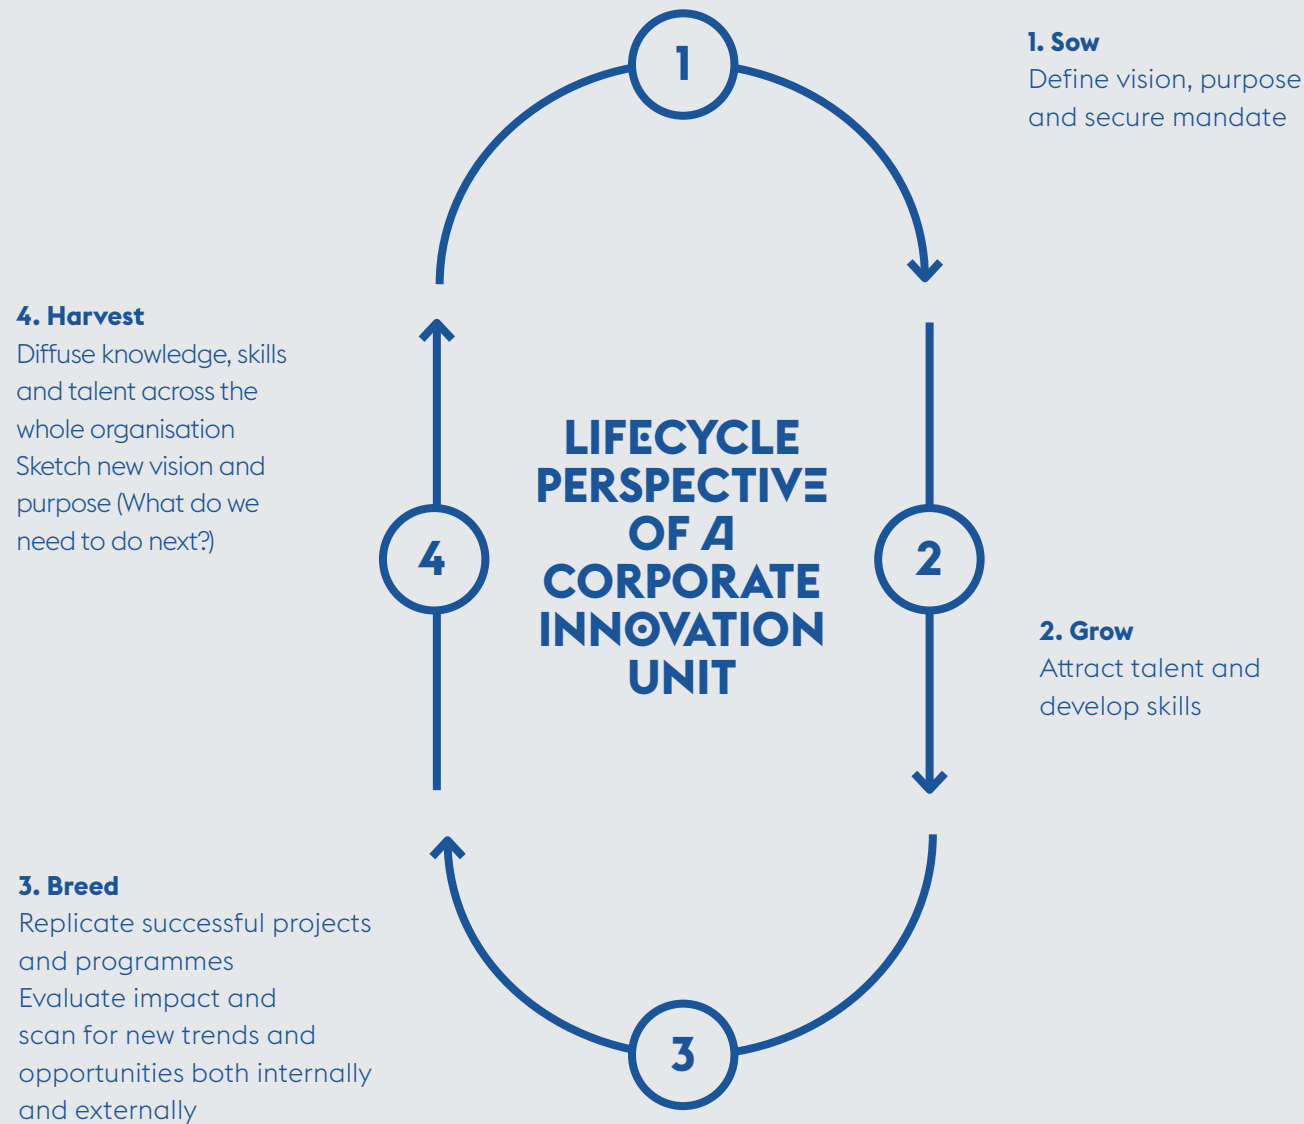 1
1. Sow
Define vision, purpose
and secure mandate
4. Harvest
Diffuse knowledge, skills
and talent across the
whole organisation
Sketch new vision and
purpose (What do we
need to do next?)
LIFECYCLE
PERSPECTIVE
OF A
CORPORATE
INNOVATION
UNIT
4
2
2. Grow
Attract talent and
develop skills
3. Breed
Replicate successful projects
and programmes
Evaluate impact and
scan for new trends and
opportunities both internally
and externally
3